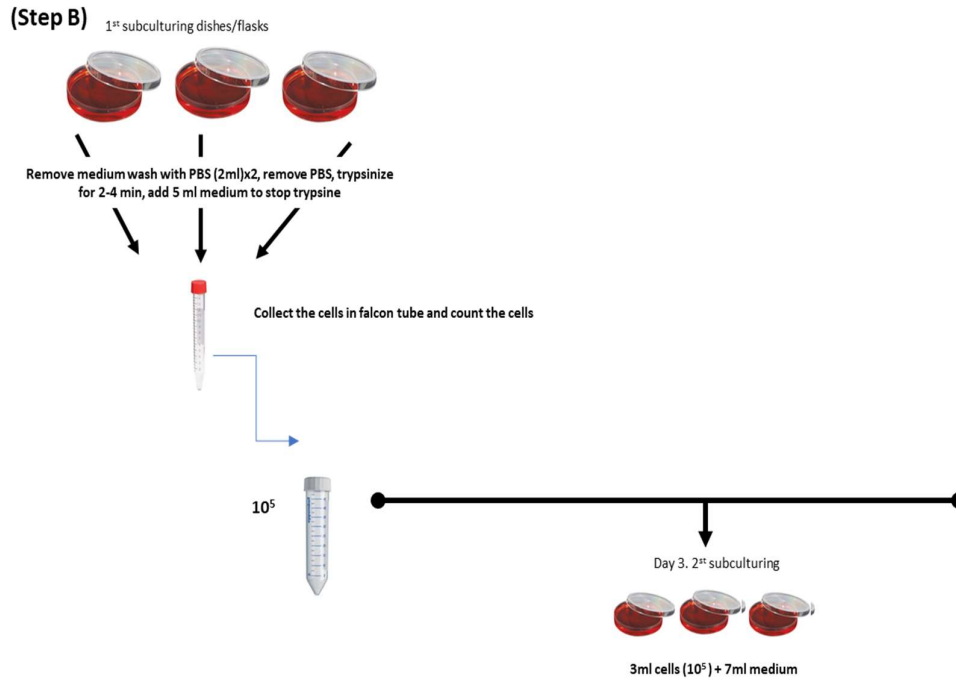 (Step B)
1st subculturing dishes/flasks
Remove medium wash with PBS (2ml)x2, remove PBS, trypsinize
for 2-4 min, add 5 ml medium to stop trypsine
Collect the cells in falcon tube and count the cells
10⁵
Day 3. 2st subculturing
3ml cells (10⁵) + 7ml medium